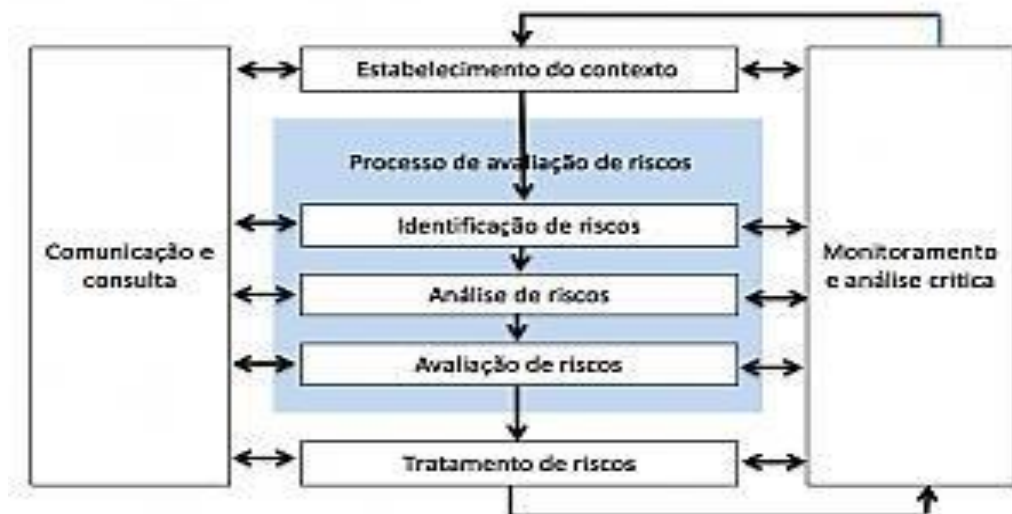 Estabelecimento do contexto
Processo de avaliação de riscos
Identificação de riscos
Comunicação e
consulta
Monitoramento
e análise crítica
Análise de riscos
Avaliação de riscos
Tratamento de riscos